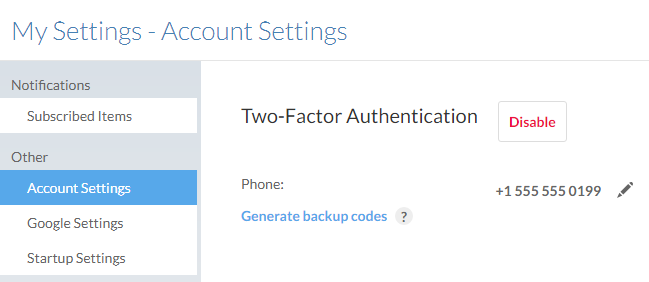 My Settings - Account Settings
Notifications
Subscribed Items
Other
Account Settings
Google Settings
Startup Settings
Two-Factor Authentication
Disable
Phone:
+1 555 555 0199
Generate backup codes ?